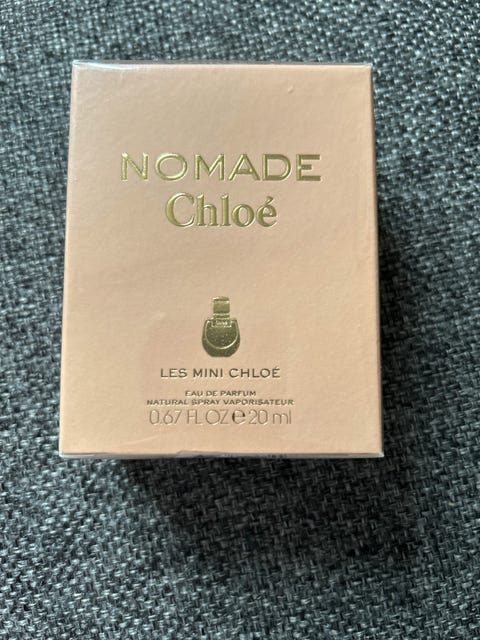 NOMADE
Chloé
LES MINI CHLOÉ
EAU DE PARFUM
NATURAL SPRAY VAPORISATEUR
0.67 FL OZ ℮ 20 ml